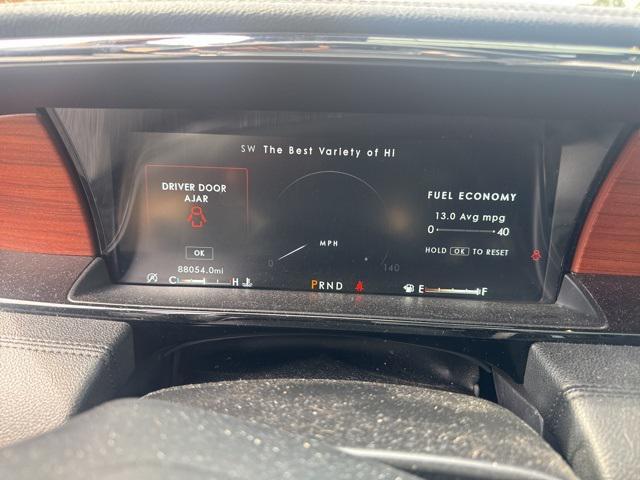 SW The Best Variety of HI
DRIVER DOOR
AJAR
OK
88054.0mi
C H
MPH
0 140
PRND
FUEL ECONOMY
13.0 Avg mpg
0 40
HOLD OK TO RESET
E F